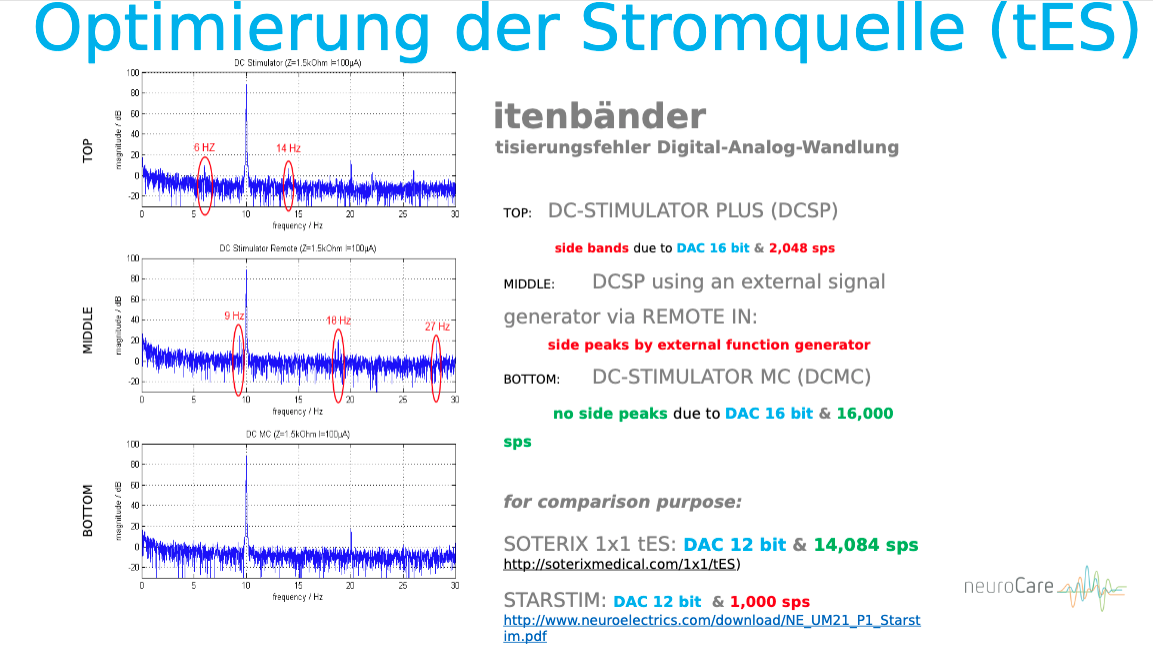 Optimierung der Stromquelle (tES)
DC Stimulator (Z=1.5kOhm I=100µA)
TOP
magnitude / dB
100
80
60
40
20
0
-20
6 HZ
14 Hz
0 5 10 15 20 25 30
frequency / Hz
DC Stimulator Remote (Z=1.5kOhm I=100µA)
MIDDLE
magnitude / dB
100
80
60
40
20
0
-20
9 Hz
18 Hz
27 Hz
0 5 10 15 20 25 30
frequency / Hz
DC MC (Z=1.5kOhm I=100µA)
BOTTOM
magnitude / dB
100
80
60
40
20
0
-20
0 5 10 15 20 25 30
frequency / Hz
itenbänder
tisierungsfehler Digital-Analog-Wandlung
TOP: DC-STIMULATOR PLUS (DCSP)
side bands due to DAC 16 bit & 2,048 sps
MIDDLE: DCSP using an external signal
generator via REMOTE IN:
side peaks by external function generator
BOTTOM: DC-STIMULATOR MC (DCMC)
no side peaks due to DAC 16 bit & 16,000
sps
for comparison purpose:
SOTERIX 1x1 tES: DAC 12 bit & 14,084 sps
http://soterixmedical.com/1x1/tES)
STARSTIM: DAC 12 bit & 1,000 sps
http://www.neuroelectrics.com/download/NE_UM21_P1_Starst
im.pdf
neuroCare